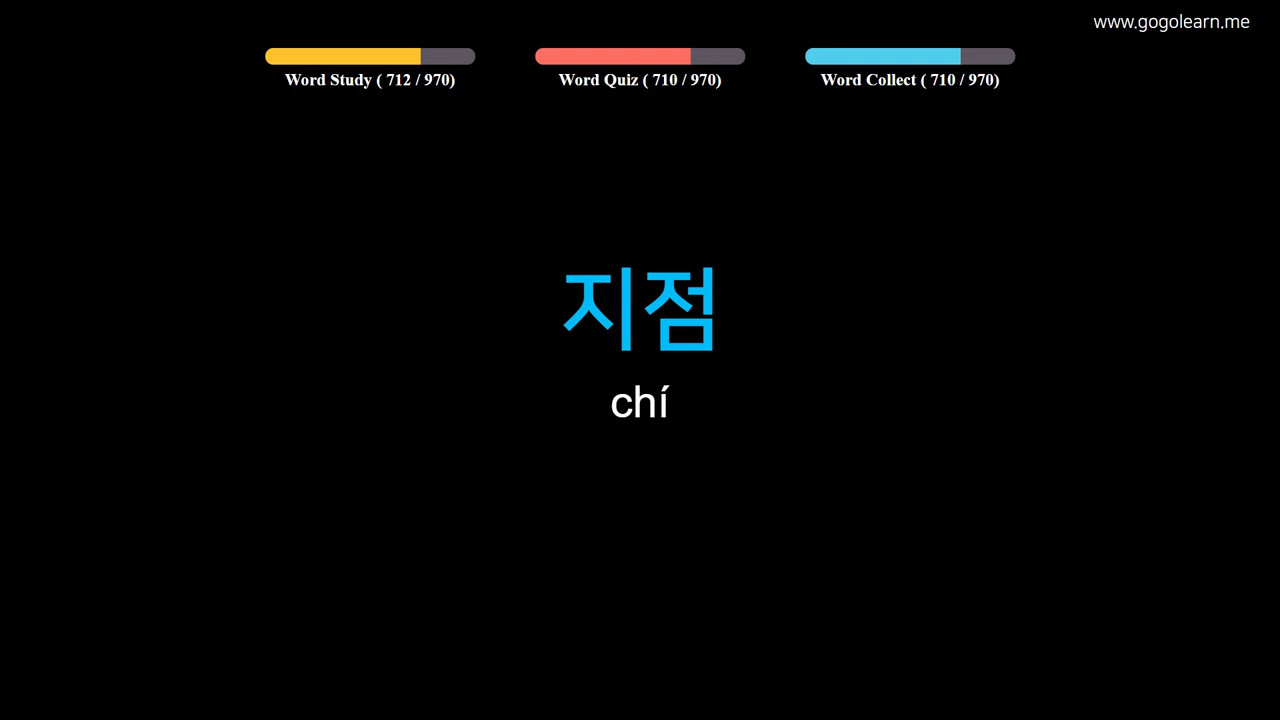 www.gogolearn.me
Word Study ( 712 / 970)
Word Quiz ( 710 / 970)
Word Collect ( 710 / 970)
지점
chí